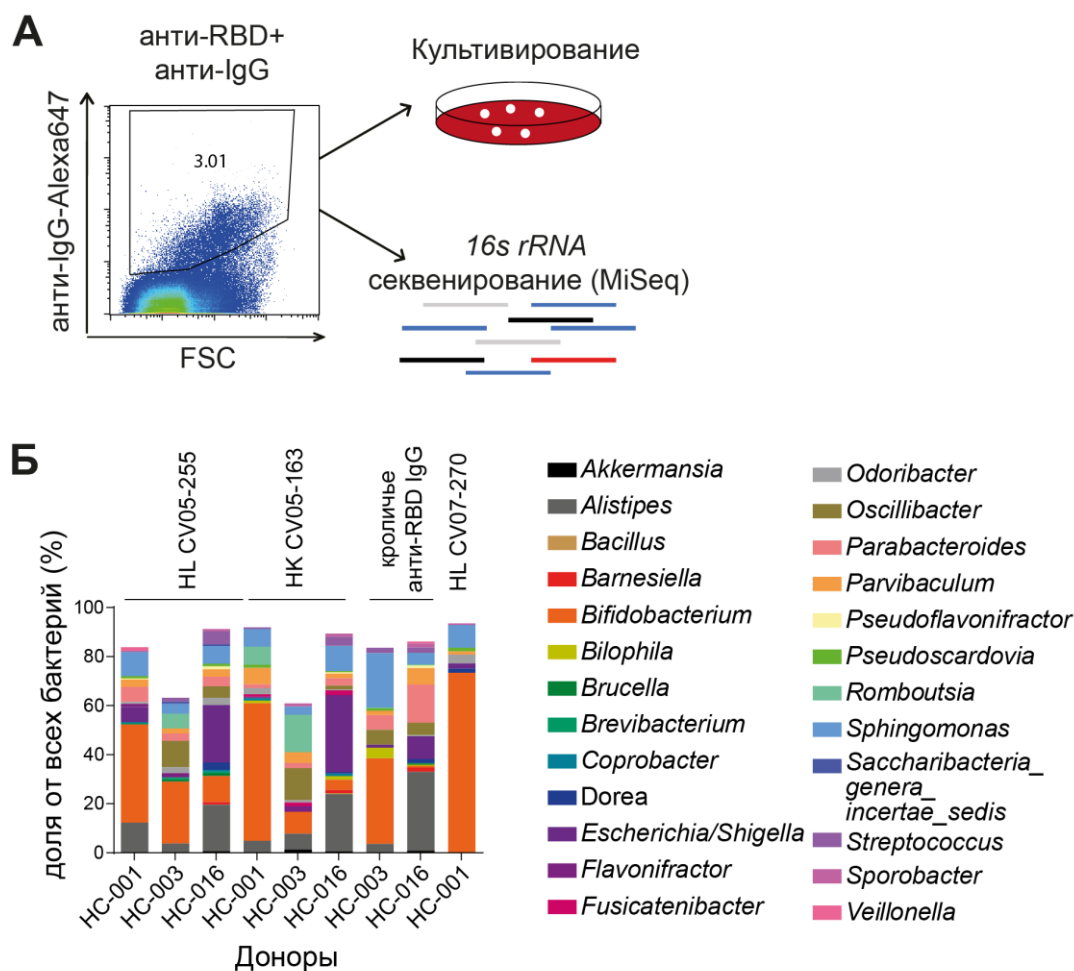 А
анти-RBD+
анти-IgG
анти-IgG-Alexa647
3.01
FSC
Культивирование
16s rRNA
секвенирование (MiSeq)
Б
HL CV05-255
HK CV05-163
кроличье
анти-RBD IgG
HL CV07-270
доля от всех бактерий (%)
100
80
60
40
20
0
HC-001
HC-003
HC-016
HC-001
HC-003
HC-016
HC-003
HC-016
HC-001
Доноры
Akkermansia
Alistipes
Bacillus
Barnesiella
Bifidobacterium
Bilophila
Brucella
Brevibacterium
Coprobacter
Dorea
Escherichia/Shigella
Flavonifractor
Fusicatenibacter
Odoribacter
Oscillibacter
Parabacteroides
Parvibaculum
Pseudoflavonifractor
Pseudoscardovia
Romboutsia
Sphingomonas
Saccharibacteria_
genera_
incertae_sedis
Streptococcus
Sporobacter
Veillonella